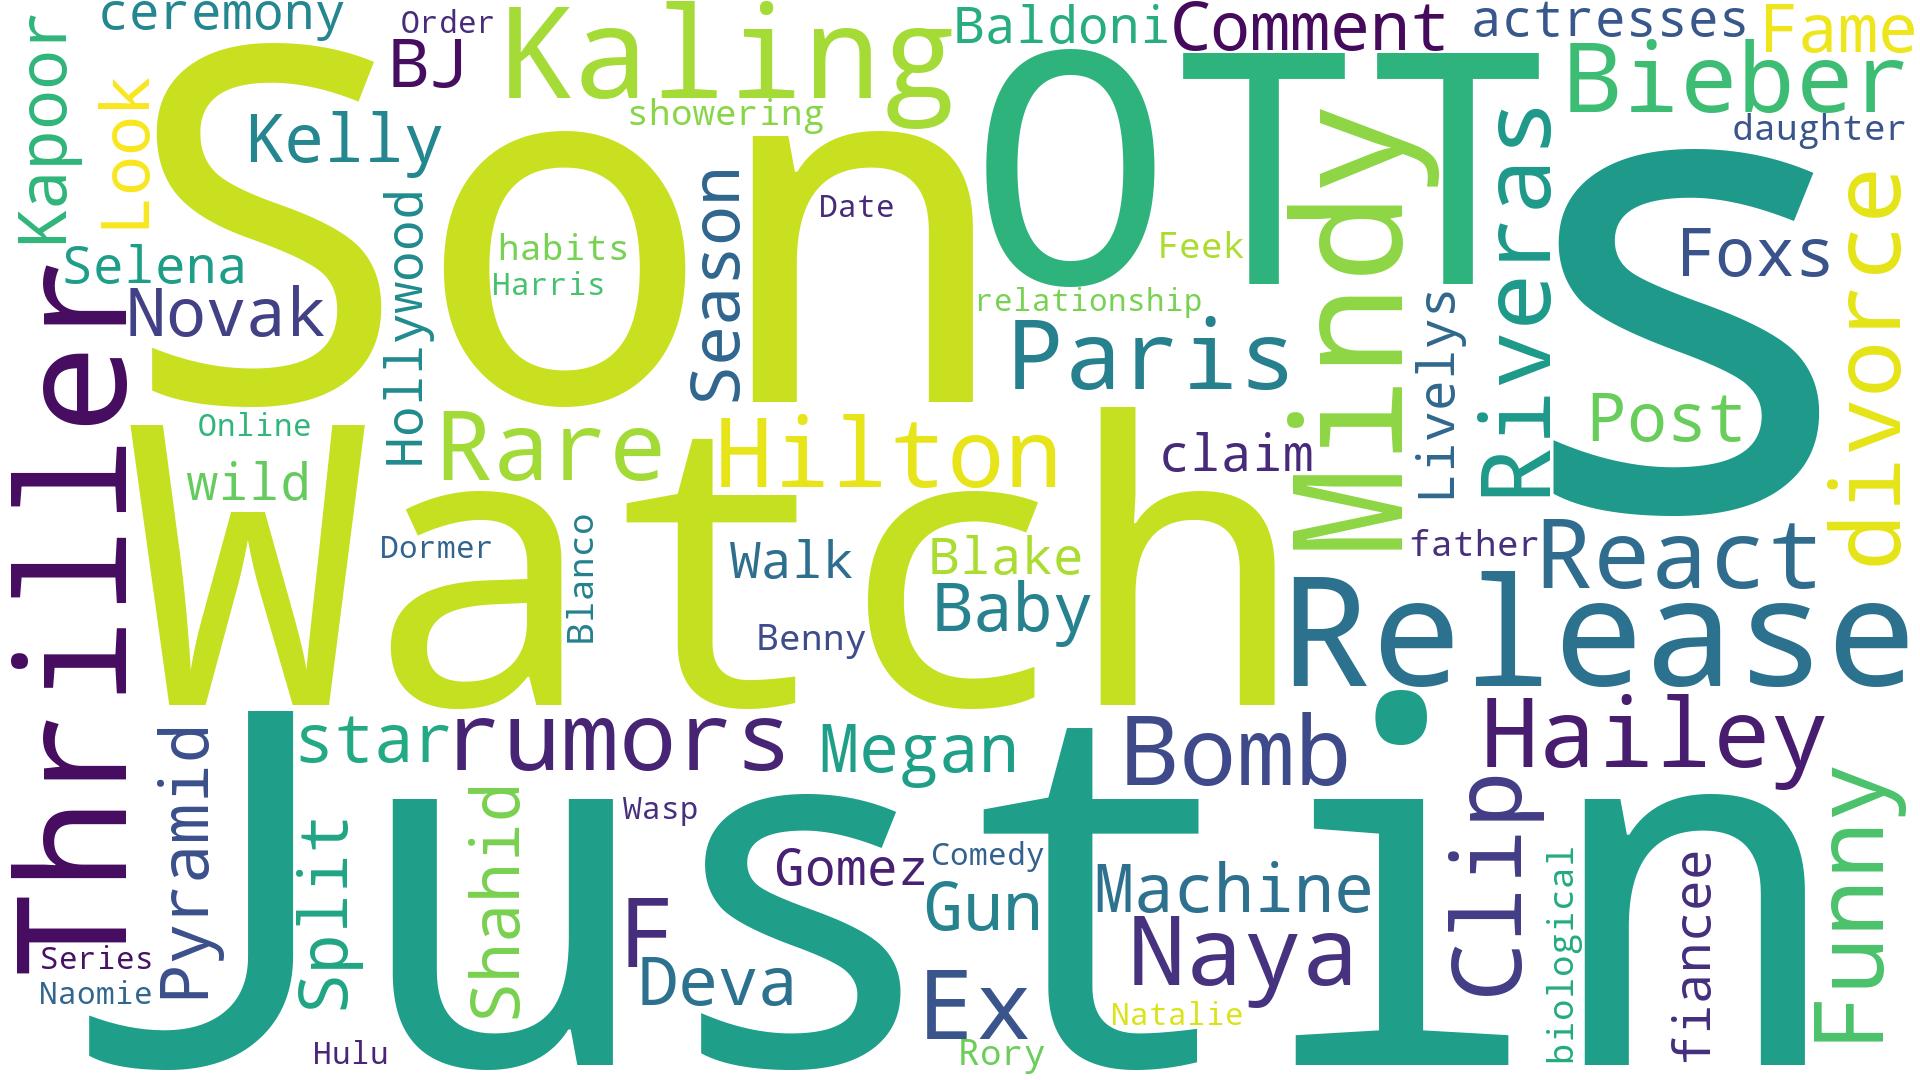 ceremony
Order
BJ
Kaling
Baldoni
Comment
actresses
Fame
Kapoor
Look
Son
Kelly
showering
OTT
Mindy
Bieber
daughter
Riveras
S
divorce
Selena
Novak
Hollywood
habits
Harris
Season
Date
Feek
Foxs
relationship
Paris
Livelys
Thriller
Online
wild
Rare
Hilton
claim
Post
Watch
Dormer
Blanco
Walk
Blake
Baby
Benny
father
React
Release
star
rumors
Megan
Bomb
Hailey
Pyramid
Split
Shahid
Justin
Wasp
Gomez
Comedy
Gun
Machine
Clip
Funny
F
Deva
Naya
Ex
biological
fiancee
Series
Naomie
Natalie
Hulu
Rory